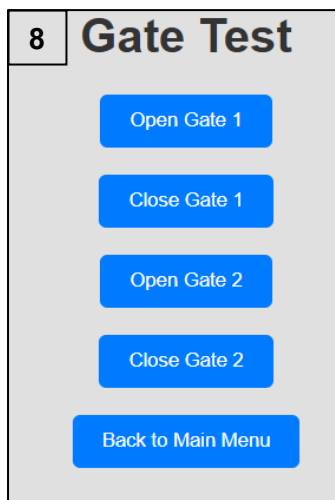 8
Gate Test
Open Gate 1
Close Gate 1
Open Gate 2
Close Gate 2
Back to Main Menu